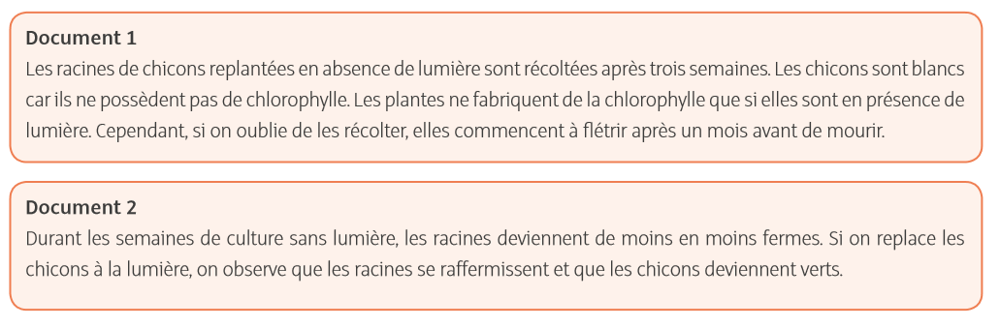 Document 1
Les racines de chicons replantées en absence de lumière sont récoltées après trois semaines. Les chicons sont blancs
car ils ne possèdent pas de chlorophylle. Les plantes ne fabriquent de la chlorophylle que si elles sont en présence de
lumière. Cependant, si on oublie de les récolter, elles commencent à flétrir après un mois avant de mourir.
Document 2
Durant les semaines de culture sans lumière, les racines deviennent de moins en moins fermes. Si on replace les
chicons à la lumière, on observe que les racines se raffermissent et que les chicons deviennent verts.